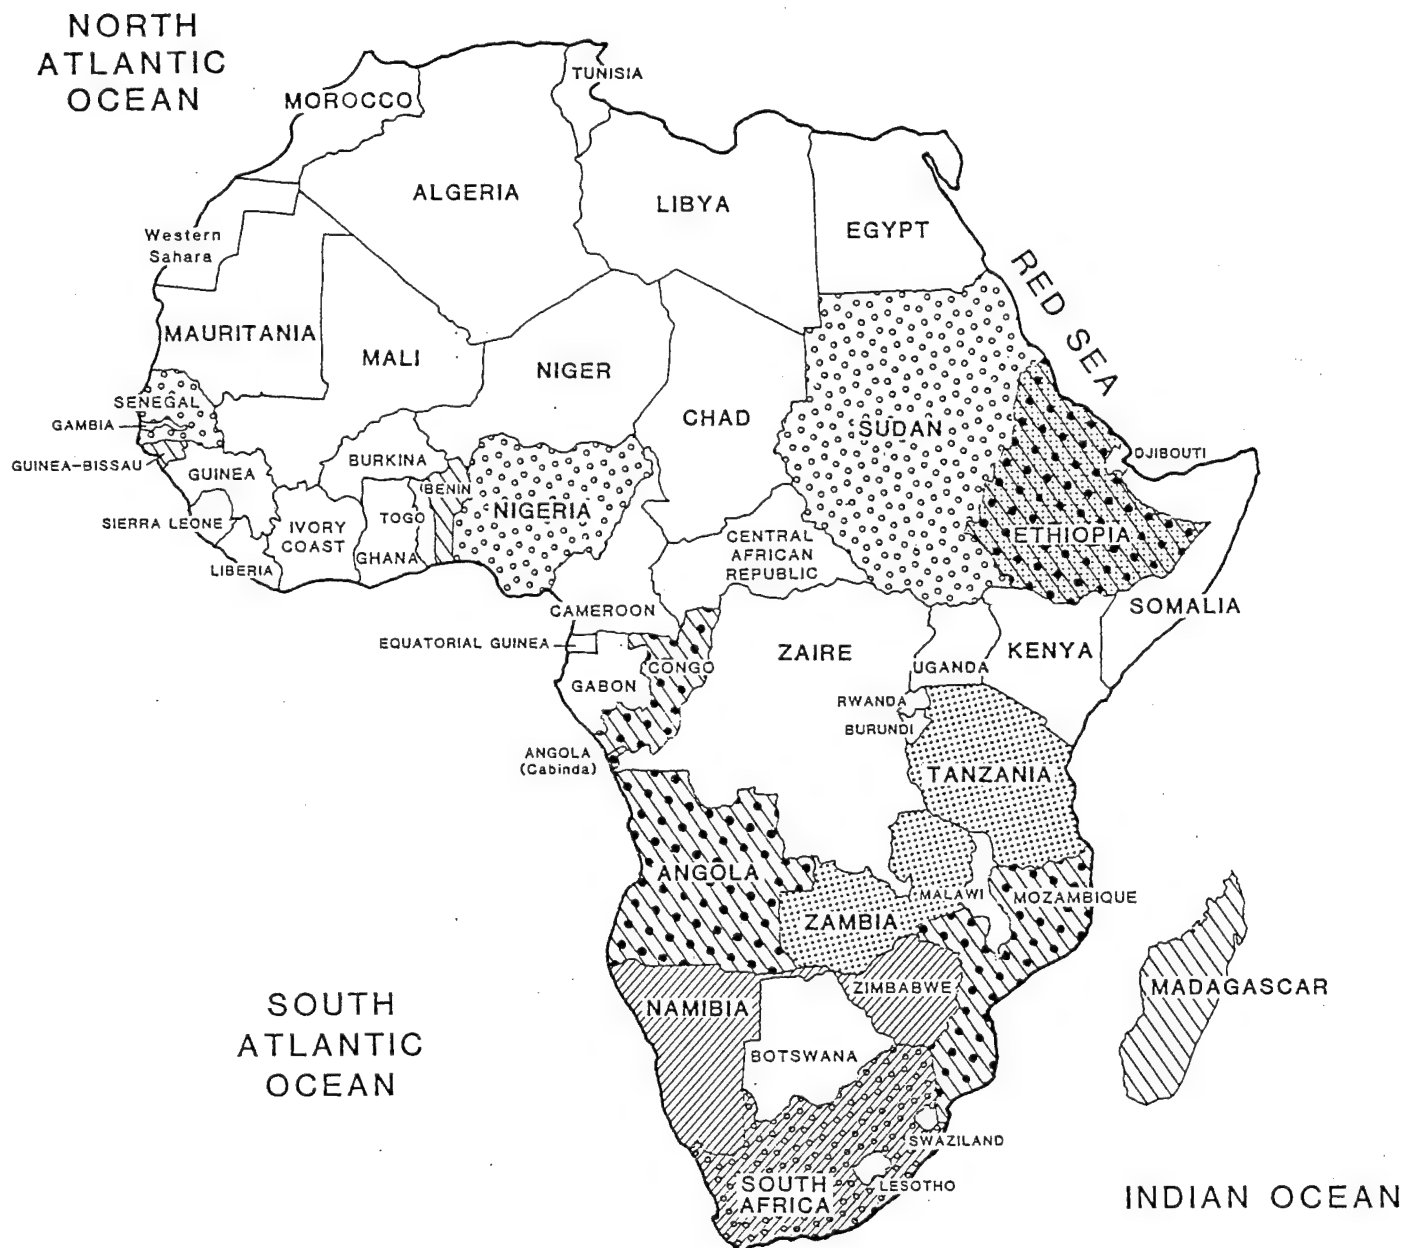 NORTH
ATLANTIC
OCEAN
TUNISIA
MOROCCO
ALGERIA
LIBYA
EGYPT
Western
Sahara
RED SEA
MAURITANIA
MALI
NIGER
CHAD
SUDAN
SENEGAL
GAMBIA
GUINEA-BISSAU
GUINEA
BURKINA
BENIN
DJIBOUTI
NIGERIA
SIERRA LEONE
IVORY
COAST
TOGO
GHANA
LIBERIA
CENTRAL
AFRICAN
REPUBLIC
ETHIOPIA
SOMALIA
CAMEROON
EQUATORIAL GUINEA
CONGO
ZAIRE
UGANDA
KENYA
GABON
RWANDA
BURUNDI
ANGOLA
(Cabinda)
TANZANIA
ANGOLA
MALAWI
MOZAMBIQUE
ZAMBIA
ZIMBABWE
MADAGASCAR
NAMIBIA
SOUTH
ATLANTIC
OCEAN
BOTSWANA
SWAZILAND
LESOTHO
SOUTH
AFRICA
INDIAN OCEAN